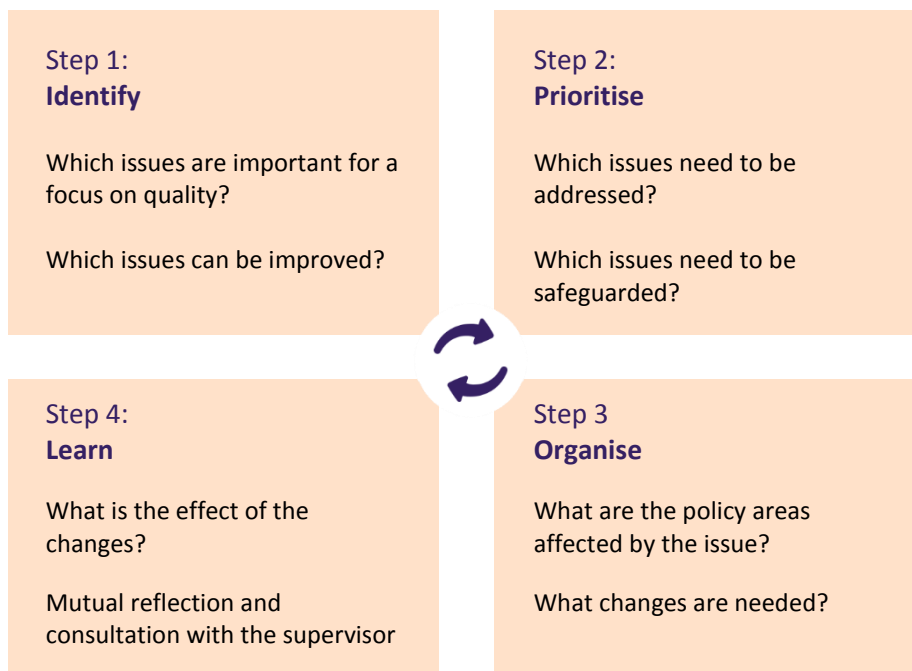 Step 1:
Identify
Which issues are important for a
focus on quality?
Which issues can be improved?
Step 2:
Prioritise
Which issues need to be
addressed?
Which issues need to be
safeguarded?
Step 4:
Learn
What is the effect of the
changes?
Mutual reflection and
consultation with the supervisor
Step 3
Organise
What are the policy areas
affected by the issue?
What changes are needed?